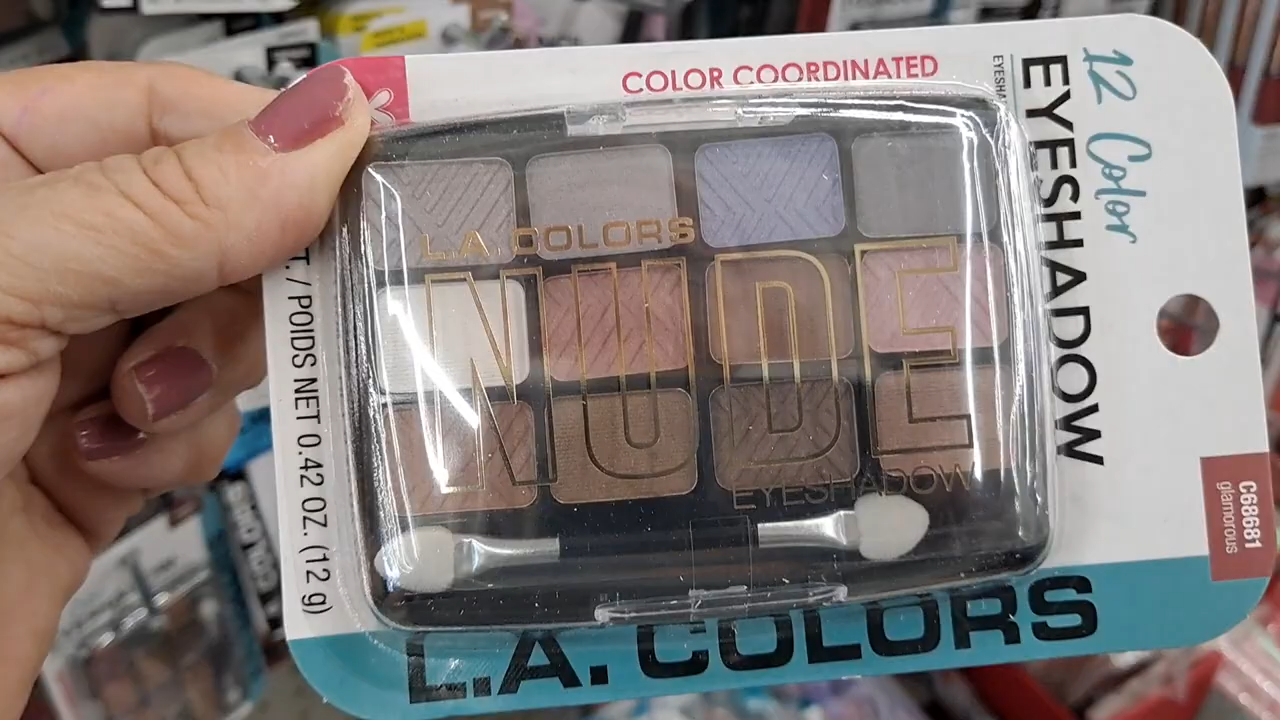 COLOR COORDINATED
12 Color
EYESHADOW
L.A. COLORS
NUDE
EYESHADOW
T. / POIDS NET 0.42 OZ. (12 g)
C68681
glamorous
L.A. COLORS